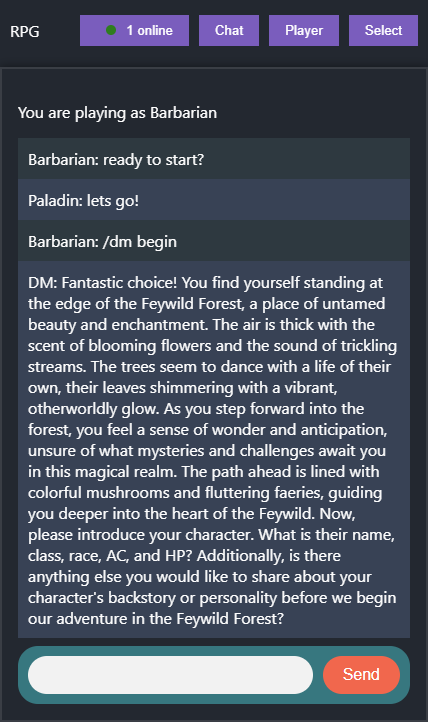 RPG
1 online
Chat
Player
Select
You are playing as Barbarian
Barbarian: ready to start?
Paladin: lets go!
Barbarian: /dm begin
DM: Fantastic choice! You find yourself standing at
the edge of the Feywild Forest, a place of untamed
beauty and enchantment. The air is thick with the
scent of blooming flowers and the sound of trickling
streams. The trees seem to dance with a life of their
own, their leaves shimmering with a vibrant,
otherworldly glow. As you step forward into the
forest, you feel a sense of wonder and anticipation,
unsure of what mysteries and challenges await you
in this magical realm. The path ahead is lined with
colorful mushrooms and fluttering faeries, guiding
you deeper into the heart of the Feywild. Now,
please introduce your character. What is their name,
class, race, AC, and HP? Additionally, is there
anything else you would like to share about your
character's backstory or personality before we begin
our adventure in the Feywild Forest?
Send